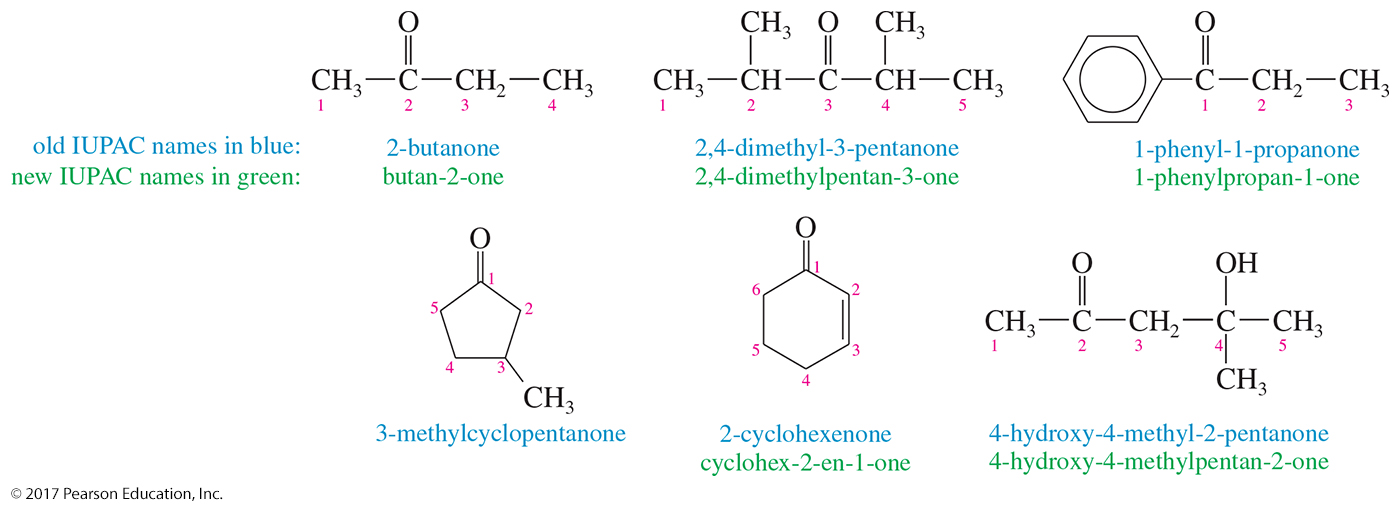 O
CH₃—C—CH₂—CH₃
1 2 3 4
CH₃ O CH₃
CH₃—CH—C—CH—CH₃
1 2 3 4 5
O
CH₂—CH₃
1 2 3
old IUPAC names in blue: 2-butanone 2,4-dimethyl-3-pentanone 1-phenyl-1-propanone
new IUPAC names in green: butan-2-one 2,4-dimethylpentan-3-one 1-phenylpropan-1-one
O
1
5 2
4 3
CH₃
3-methylcyclopentanone
O
1
6 2
5 3
4
2-cyclohexenone
cyclohex-2-en-1-one
O OH
CH₃—C—CH₂—C—CH₃
1 2 3 4 5
CH₃
4-hydroxy-4-methyl-2-pentanone
4-hydroxy-4-methylpentan-2-one
© 2017 Pearson Education, Inc.